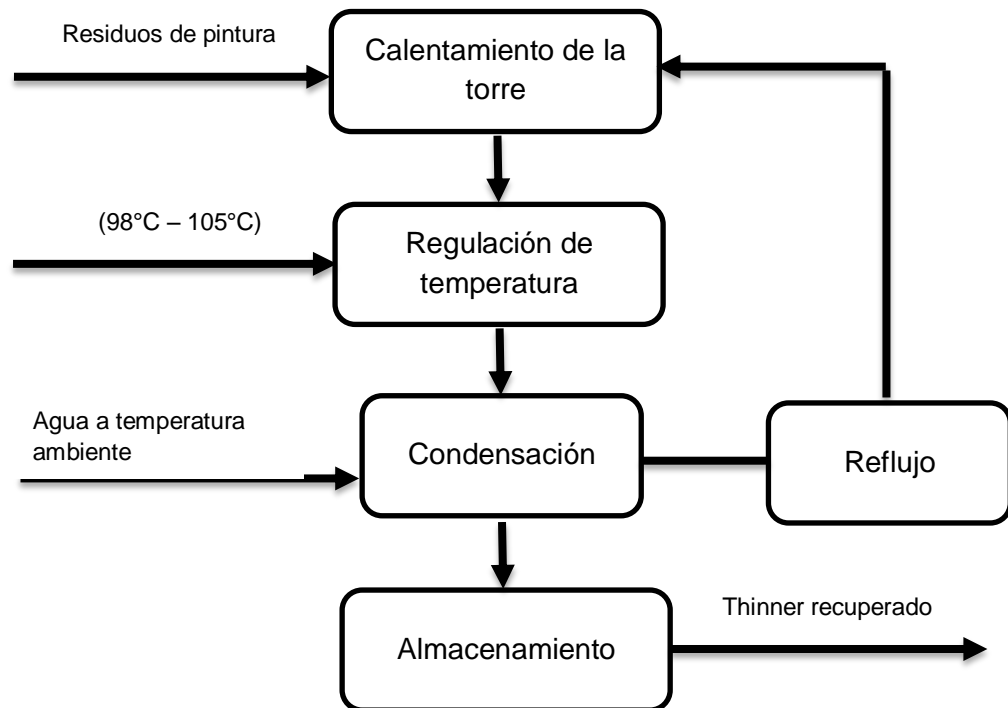 Residuos de pintura
Calentamiento de la
torre
(98°C – 105°C)
Regulación de
temperatura
Agua a temperatura
ambiente
Condensación
Reflujo
Almacenamiento
Thinner recuperado